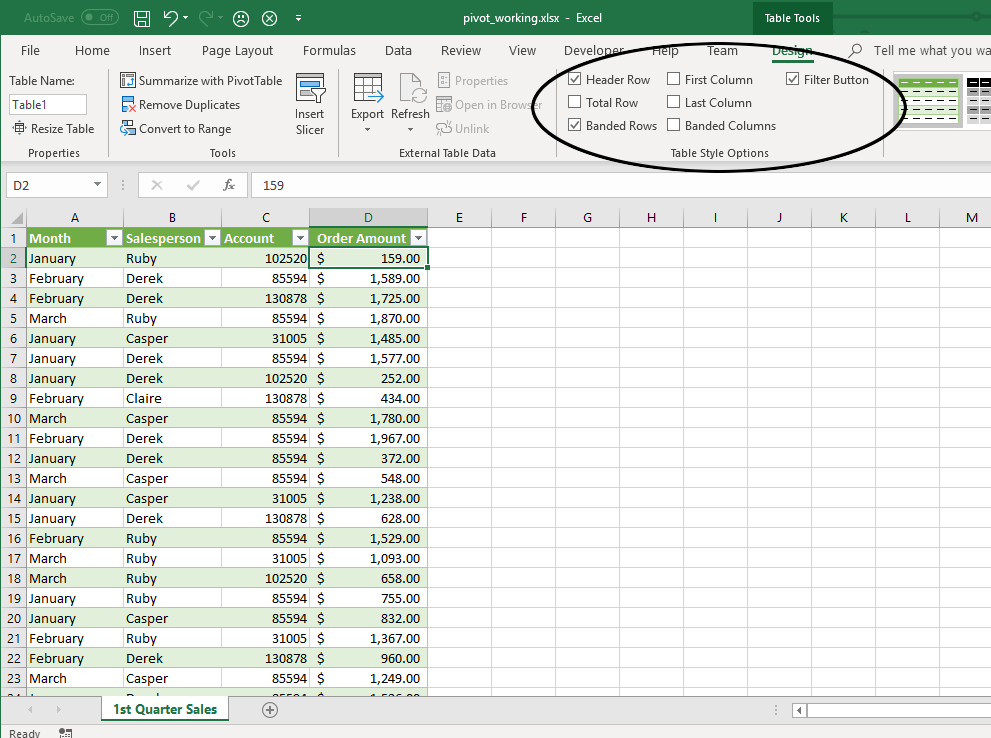 AutoSave Off pivot_working.xlsx - Excel Table Tools
File Home Insert Page Layout Formulas Data Review View Developer Help Team Design Tell me what you wa
Table Name: Summarize with PivotTable Properties Header Row First Column Filter Button
Table1 Remove Duplicates Insert Slicer Export Refresh Open in Browser Total Row Last Column
Resize Table Convert to Range Unlink Banded Rows Banded Columns
Properties Tools External Table Data Table Style Options
D2 fx 159
A B C D E F G H I J K L M
1 Month Salesperson Account Order Amount
2 January Ruby 102520 $ 159.00
3 February Derek 85594 $ 1,589.00
4 February Derek 130878 $ 1,725.00
5 March Ruby 85594 $ 1,870.00
6 January Casper 31005 $ 1,485.00
7 January Derek 85594 $ 1,577.00
8 January Derek 102520 $ 252.00
9 February Claire 130878 $ 434.00
10 March Casper 85594 $ 1,780.00
11 February Derek 85594 $ 1,967.00
12 January Derek 85594 $ 372.00
13 March Casper 85594 $ 548.00
14 January Casper 31005 $ 1,238.00
15 January Derek 130878 $ 628.00
16 February Ruby 85594 $ 1,529.00
17 March Ruby 31005 $ 1,093.00
18 March Ruby 102520 $ 658.00
19 January Ruby 85594 $ 755.00
20 January Casper 85594 $ 832.00
21 February Ruby 31005 $ 1,367.00
22 February Derek 130878 $ 960.00
23 March Casper 85594 $ 1,249.00
1st Quarter Sales
Ready